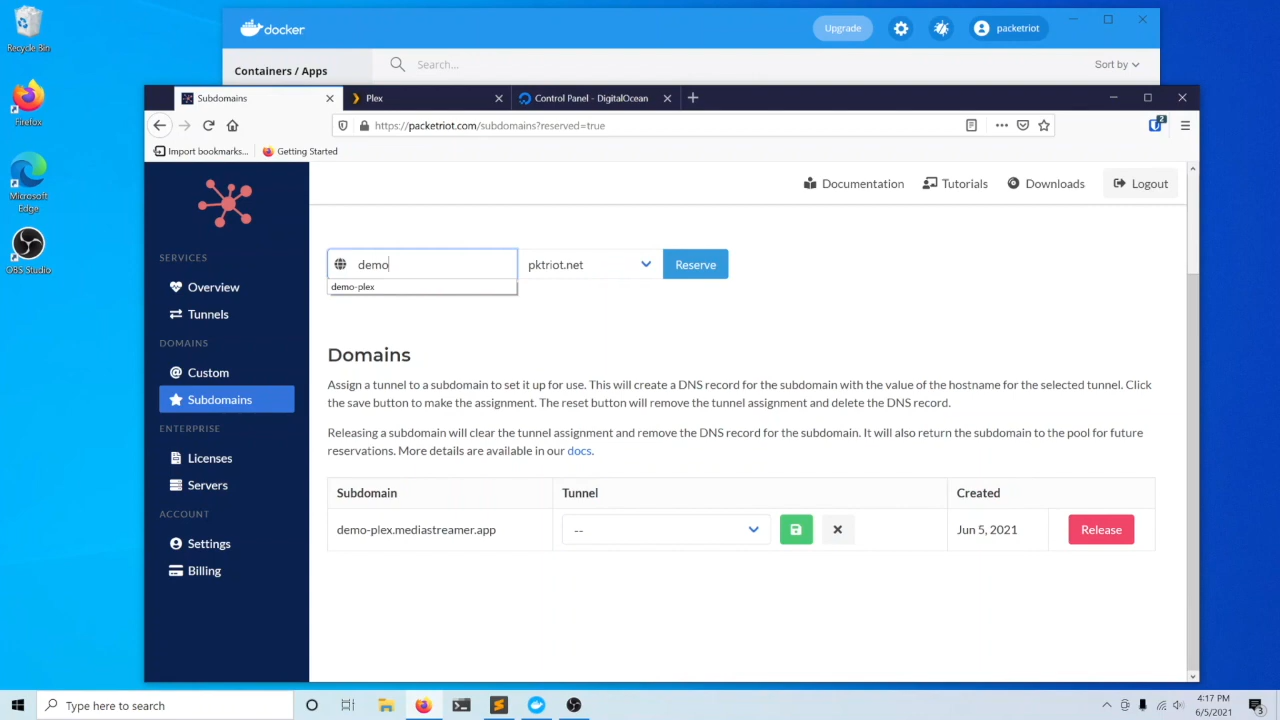 Recycle Bin
Firefox
Microsoft
Edge
OBS Studio
docker
Upgrade
packetriot
Containers / Apps
Search...
Sort by
Subdomains
Plex
Control Panel - DigitalOcean
https://packetriot.com/subdomains?reserved=true
2
Import bookmarks...
Getting Started
Documentation
Tutorials
Downloads
Logout
SERVICES
Overview
Tunnels
DOMAINS
Custom
Subdomains
ENTERPRISE
Licenses
Servers
ACCOUNT
Settings
Billing
demo
pktriot.net
Reserve
demo-plex
Domains
Assign a tunnel to a subdomain to set it up for use. This will create a DNS record for the subdomain with the value of the hostname for the selected tunnel. Click
the save button to make the assignment. The reset button will remove the tunnel assignment and delete the DNS record.
Releasing a subdomain will clear the tunnel assignment and remove the DNS record for the subdomain. It will also return the subdomain to the pool for future
reservations. More details are available in our docs.
Subdomain
Tunnel
Created
demo-plex.mediastreamer.app
--
Jun 5, 2021
Release
Type here to search
4:17 PM
6/5/2021
3